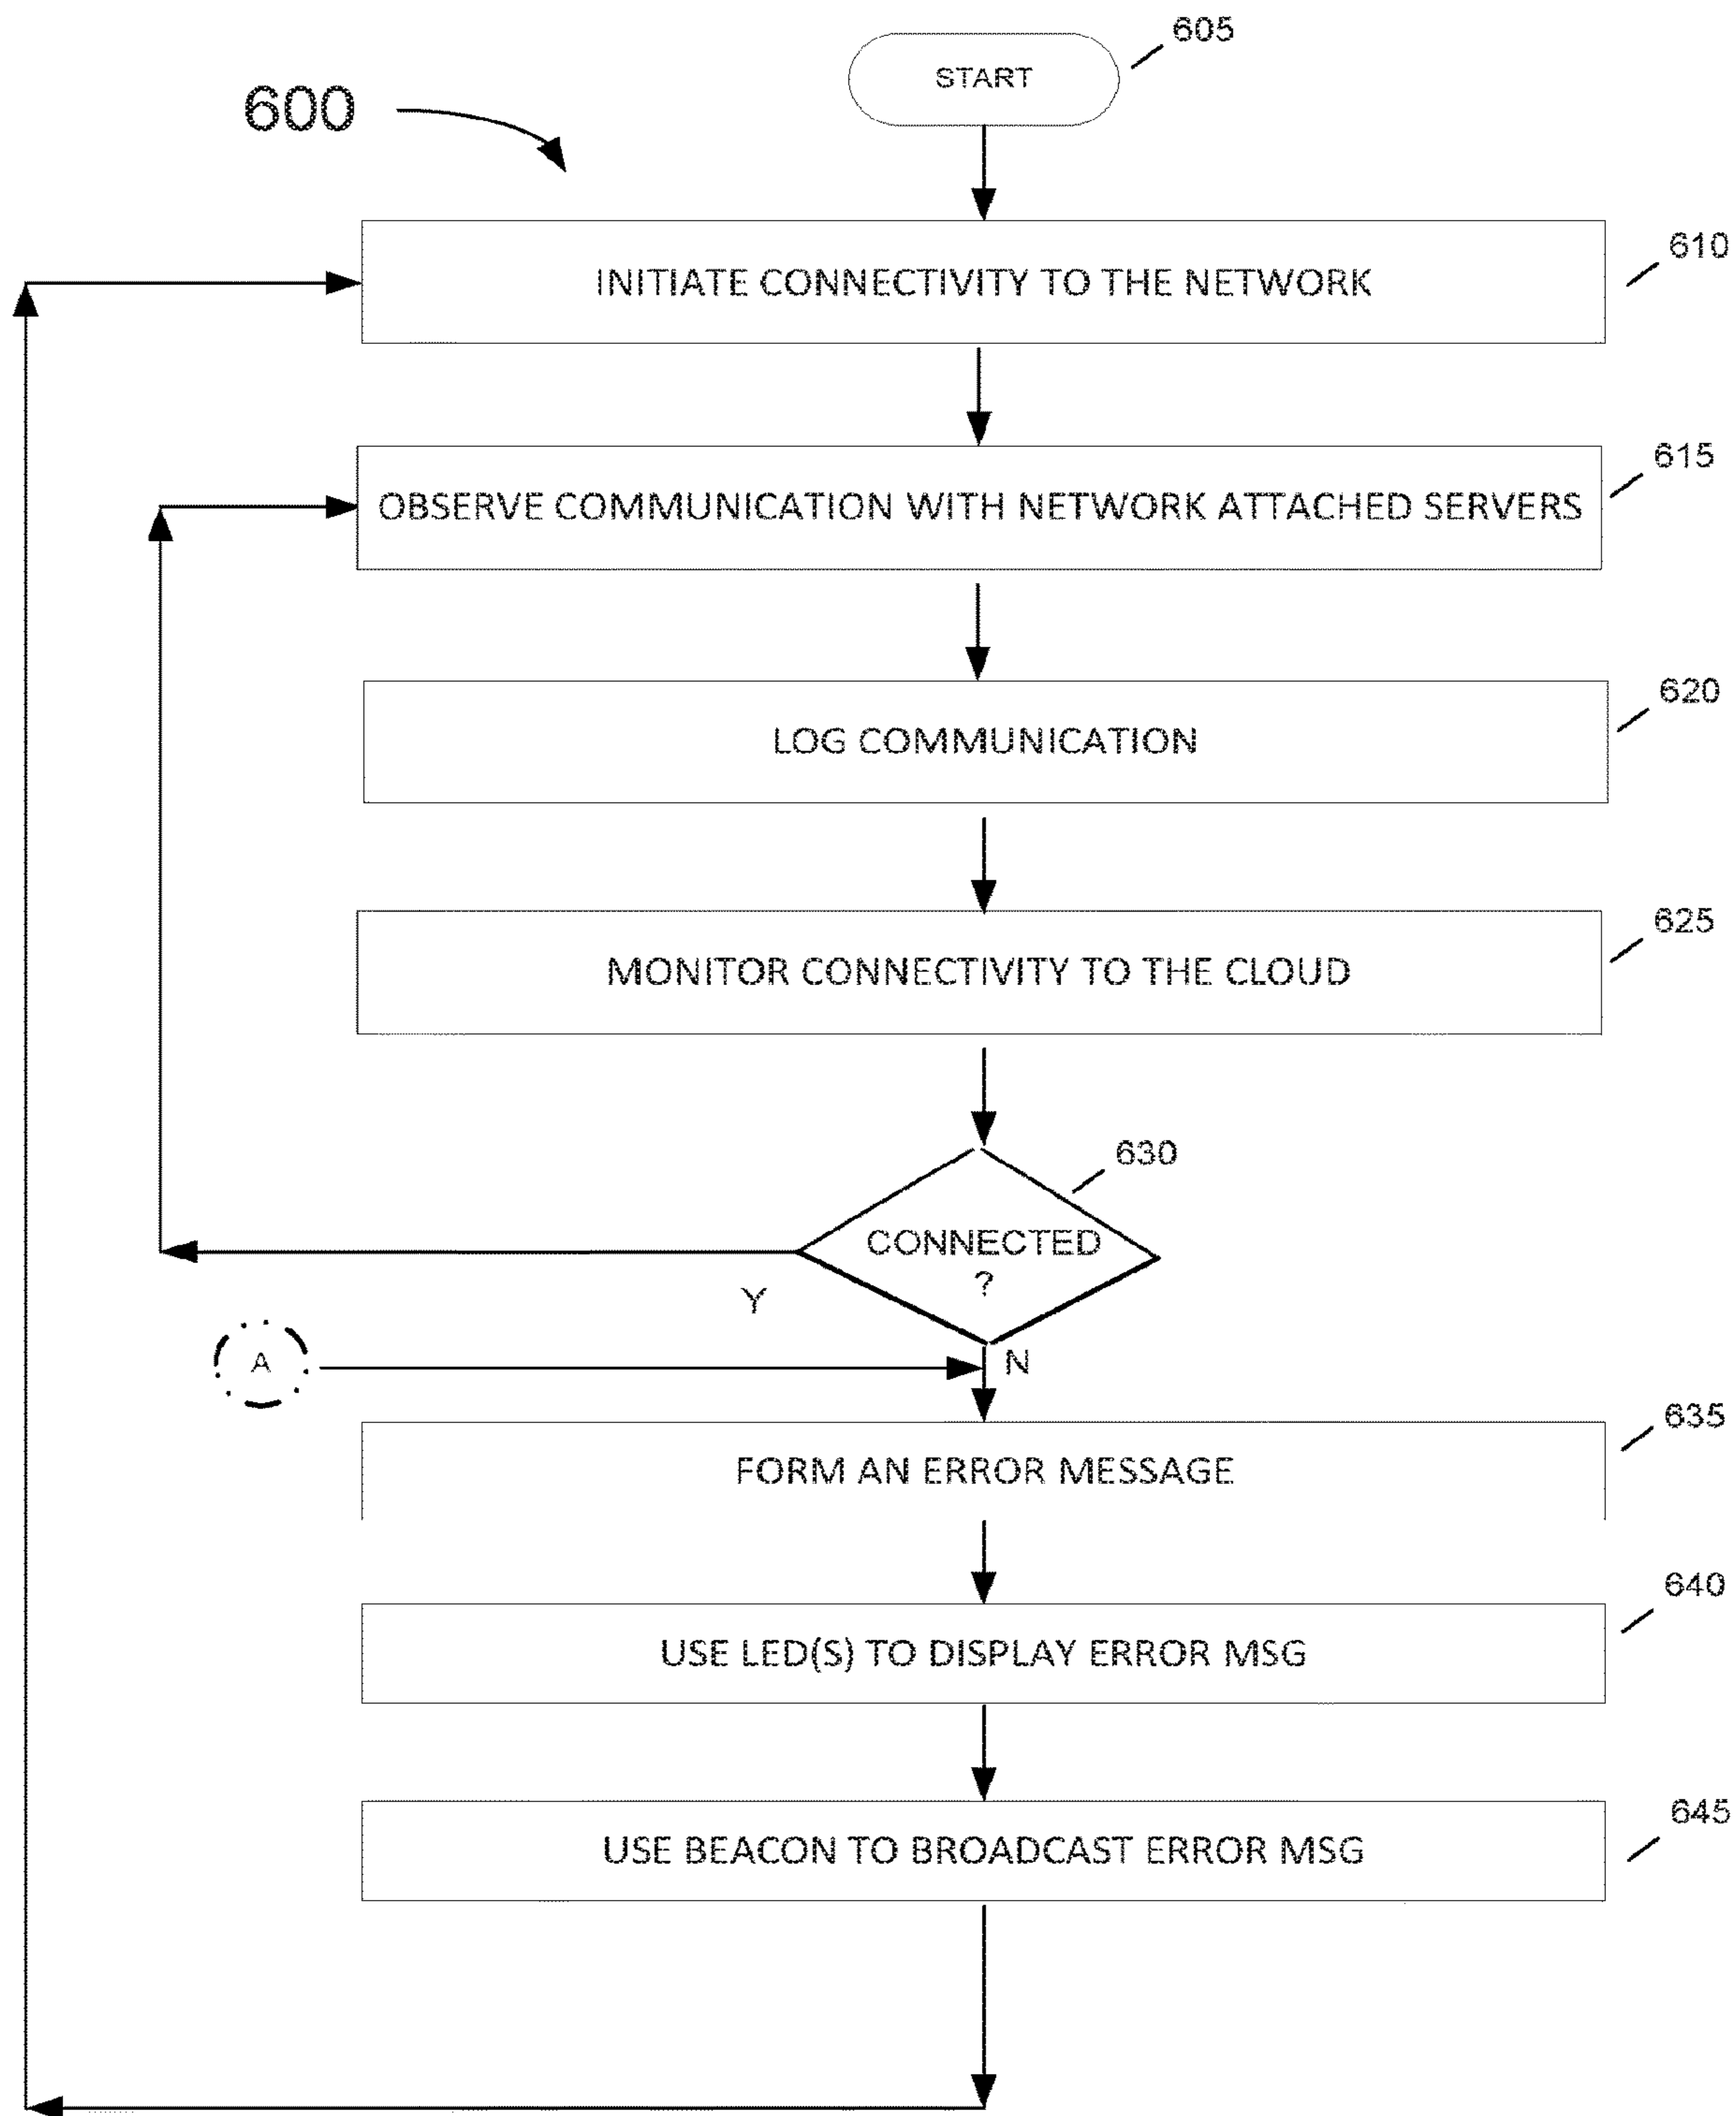 605
START
600
610
INITIATE CONNECTIVITY TO THE NETWORK
615
OBSERVE COMMUNICATION WITH NETWORK ATTACHED SERVERS
620
LOG COMMUNICATION
625
MONITOR CONNECTIVITY TO THE CLOUD
630
CONNECTED
?
Y
A
N
635
FORM AN ERROR MESSAGE
640
USE LED(S) TO DISPLAY ERROR MSG
645
USE BEACON TO BROADCAST ERROR MSG